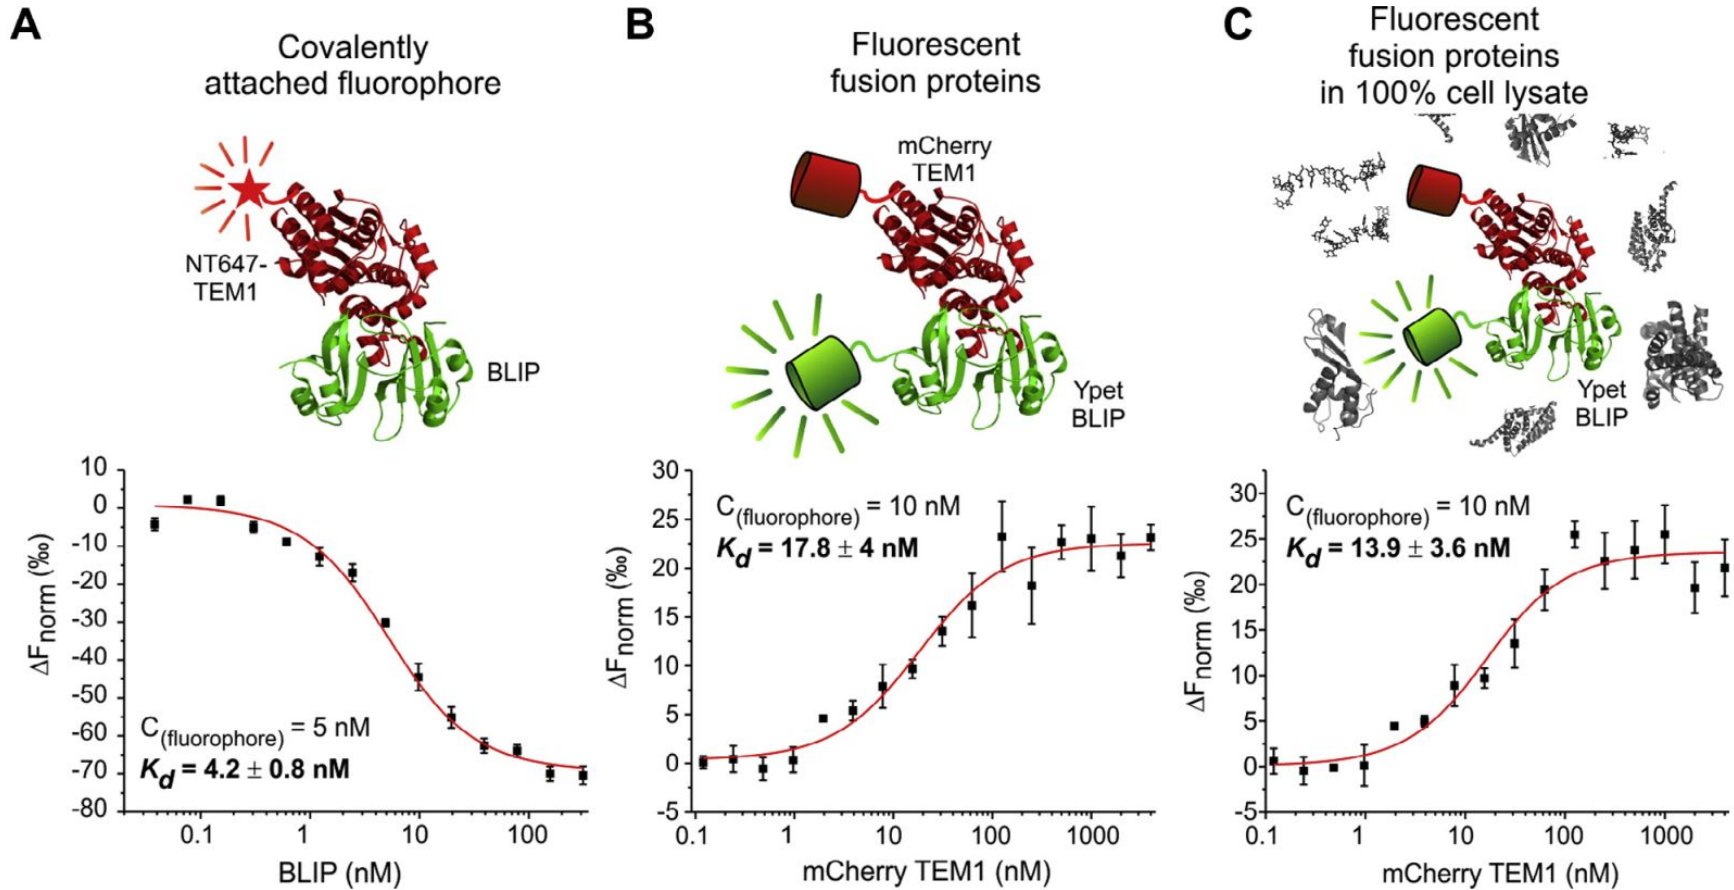 A
Covalently
attached fluorophore
NT647-
TEM1
BLIP
10
0
-10
-20
-30
-40
-50
-60
-70
-80
ΔFnorm (‰)
C(fluorophore) = 5 nM
Kd = 4.2 ± 0.8 nM
0.1 1 10 100
BLIP (nM)
B
Fluorescent
fusion proteins
mCherry
TEM1
Ypet
BLIP
30
25
20
15
10
5
0
-5
ΔFnorm (‰)
C(fluorophore) = 10 nM
Kd = 17.8 ± 4 nM
0.1 1 10 100 1000
mCherry TEM1 (nM)
C
Fluorescent
fusion proteins
in 100% cell lysate
Ypet
BLIP
30
25
20
15
10
5
0
-5
ΔFnorm (‰)
C(fluorophore) = 10 nM
Kd = 13.9 ± 3.6 nM
0.1 1 10 100 1000
mCherry TEM1 (nM)